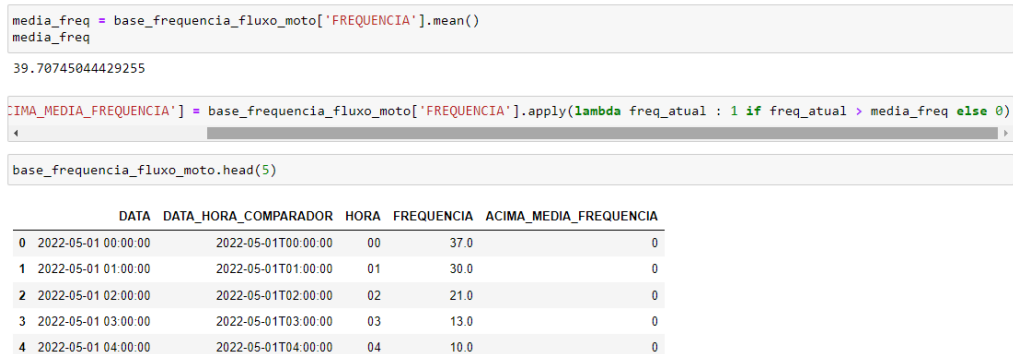 media_freq = base_frequencia_fluxo_moto['FREQUENCIA'].mean()
media_freq
39.70745044429255
CIMA_MEDIA_FREQUENCIA'] = base_frequencia_fluxo_moto['FREQUENCIA'].apply(lambda freq_atual : 1 if freq_atual > media_freq else 0)
base_frequencia_fluxo_moto.head(5)
DATA DATA_HORA_COMPARADOR HORA FREQUENCIA ACIMA_MEDIA_FREQUENCIA
0 2022-05-01 00:00:00 2022-05-01T00:00:00 00 37.0 0
1 2022-05-01 01:00:00 2022-05-01T01:00:00 01 30.0 0
2 2022-05-01 02:00:00 2022-05-01T02:00:00 02 21.0 0
3 2022-05-01 03:00:00 2022-05-01T03:00:00 03 13.0 0
4 2022-05-01 04:00:00 2022-05-01T04:00:00 04 10.0 0